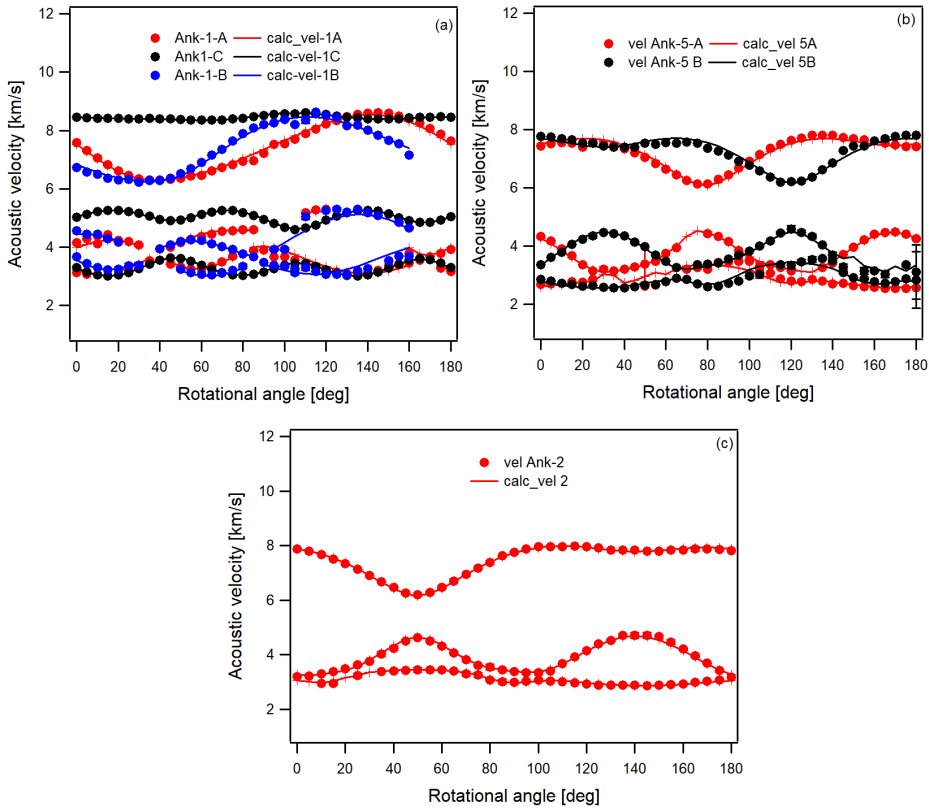 (a)
Ank-1-A calc_vel-1A
Ank1-C calc-vel-1C
Ank-1-B calc-vel-1B
12
10
8
6
4
2
Acoustic velocity [km/s]
0 20 40 60 80 100 120 140 160 180
Rotational angle [deg]
(b)
vel Ank-5-A calc_vel 5A
vel Ank-5 B calc_vel 5B
12
10
8
6
4
2
Acoustic velocity [km/s]
0 20 40 60 80 100 120 140 160 180
Rotational angle [deg]
(c)
vel Ank-2
calc_vel 2
12
10
8
6
4
2
Acoustic velocity [km/s]
0 20 40 60 80 100 120 140 160 180
Rotational angle [deg]